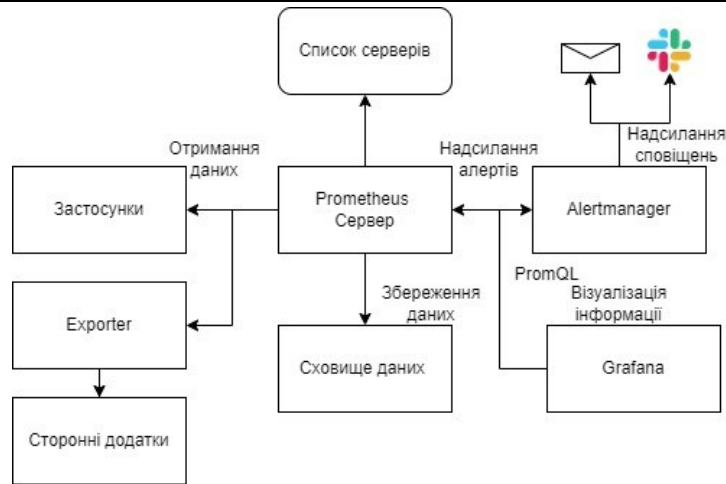 Список серверів
Отримання
даних
Надсилання
алертів
Надсилання
сповіщень
Застосунки
Prometheus
Сервер
Alertmanager
PromQL
Збереження
даних
Візуалізація
інформації
Exporter
Сховище даних
Grafana
Сторонні додатки